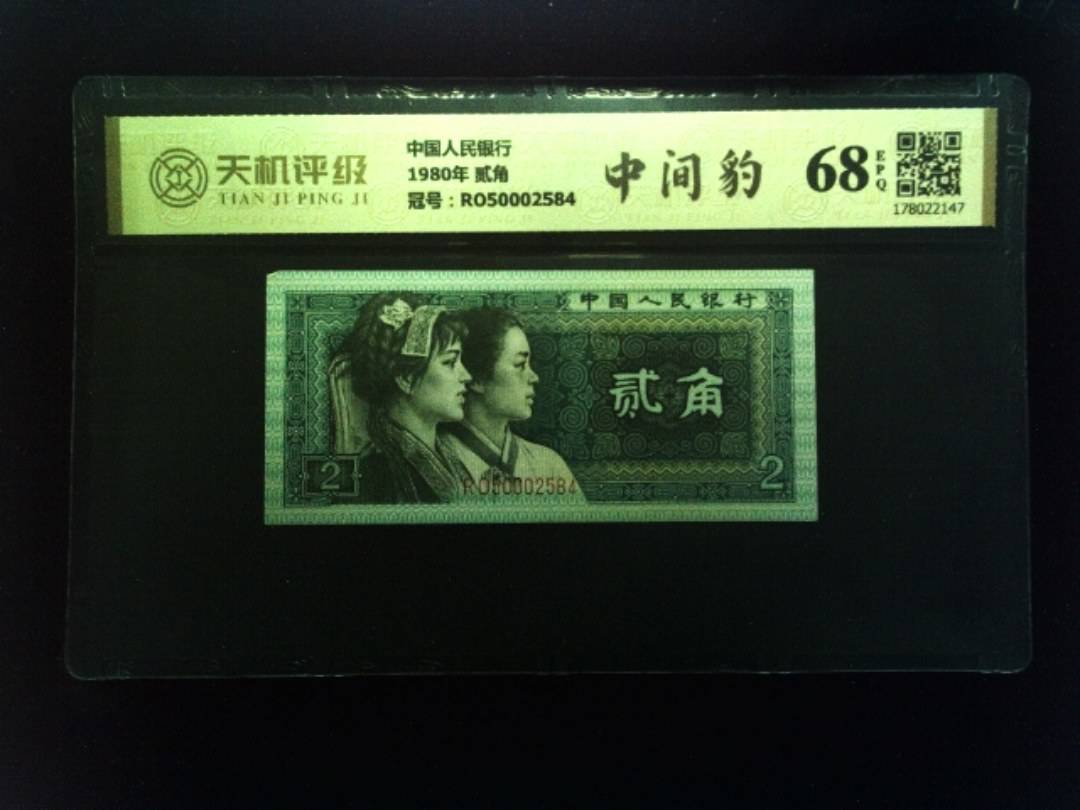 天机评级
TIAN JI PING JI
中国人民银行
1980年 贰角
冠号：RO50002584
中间豹
68
EPQ
178022147
中国人民银行
贰角
2
RO50002584
2